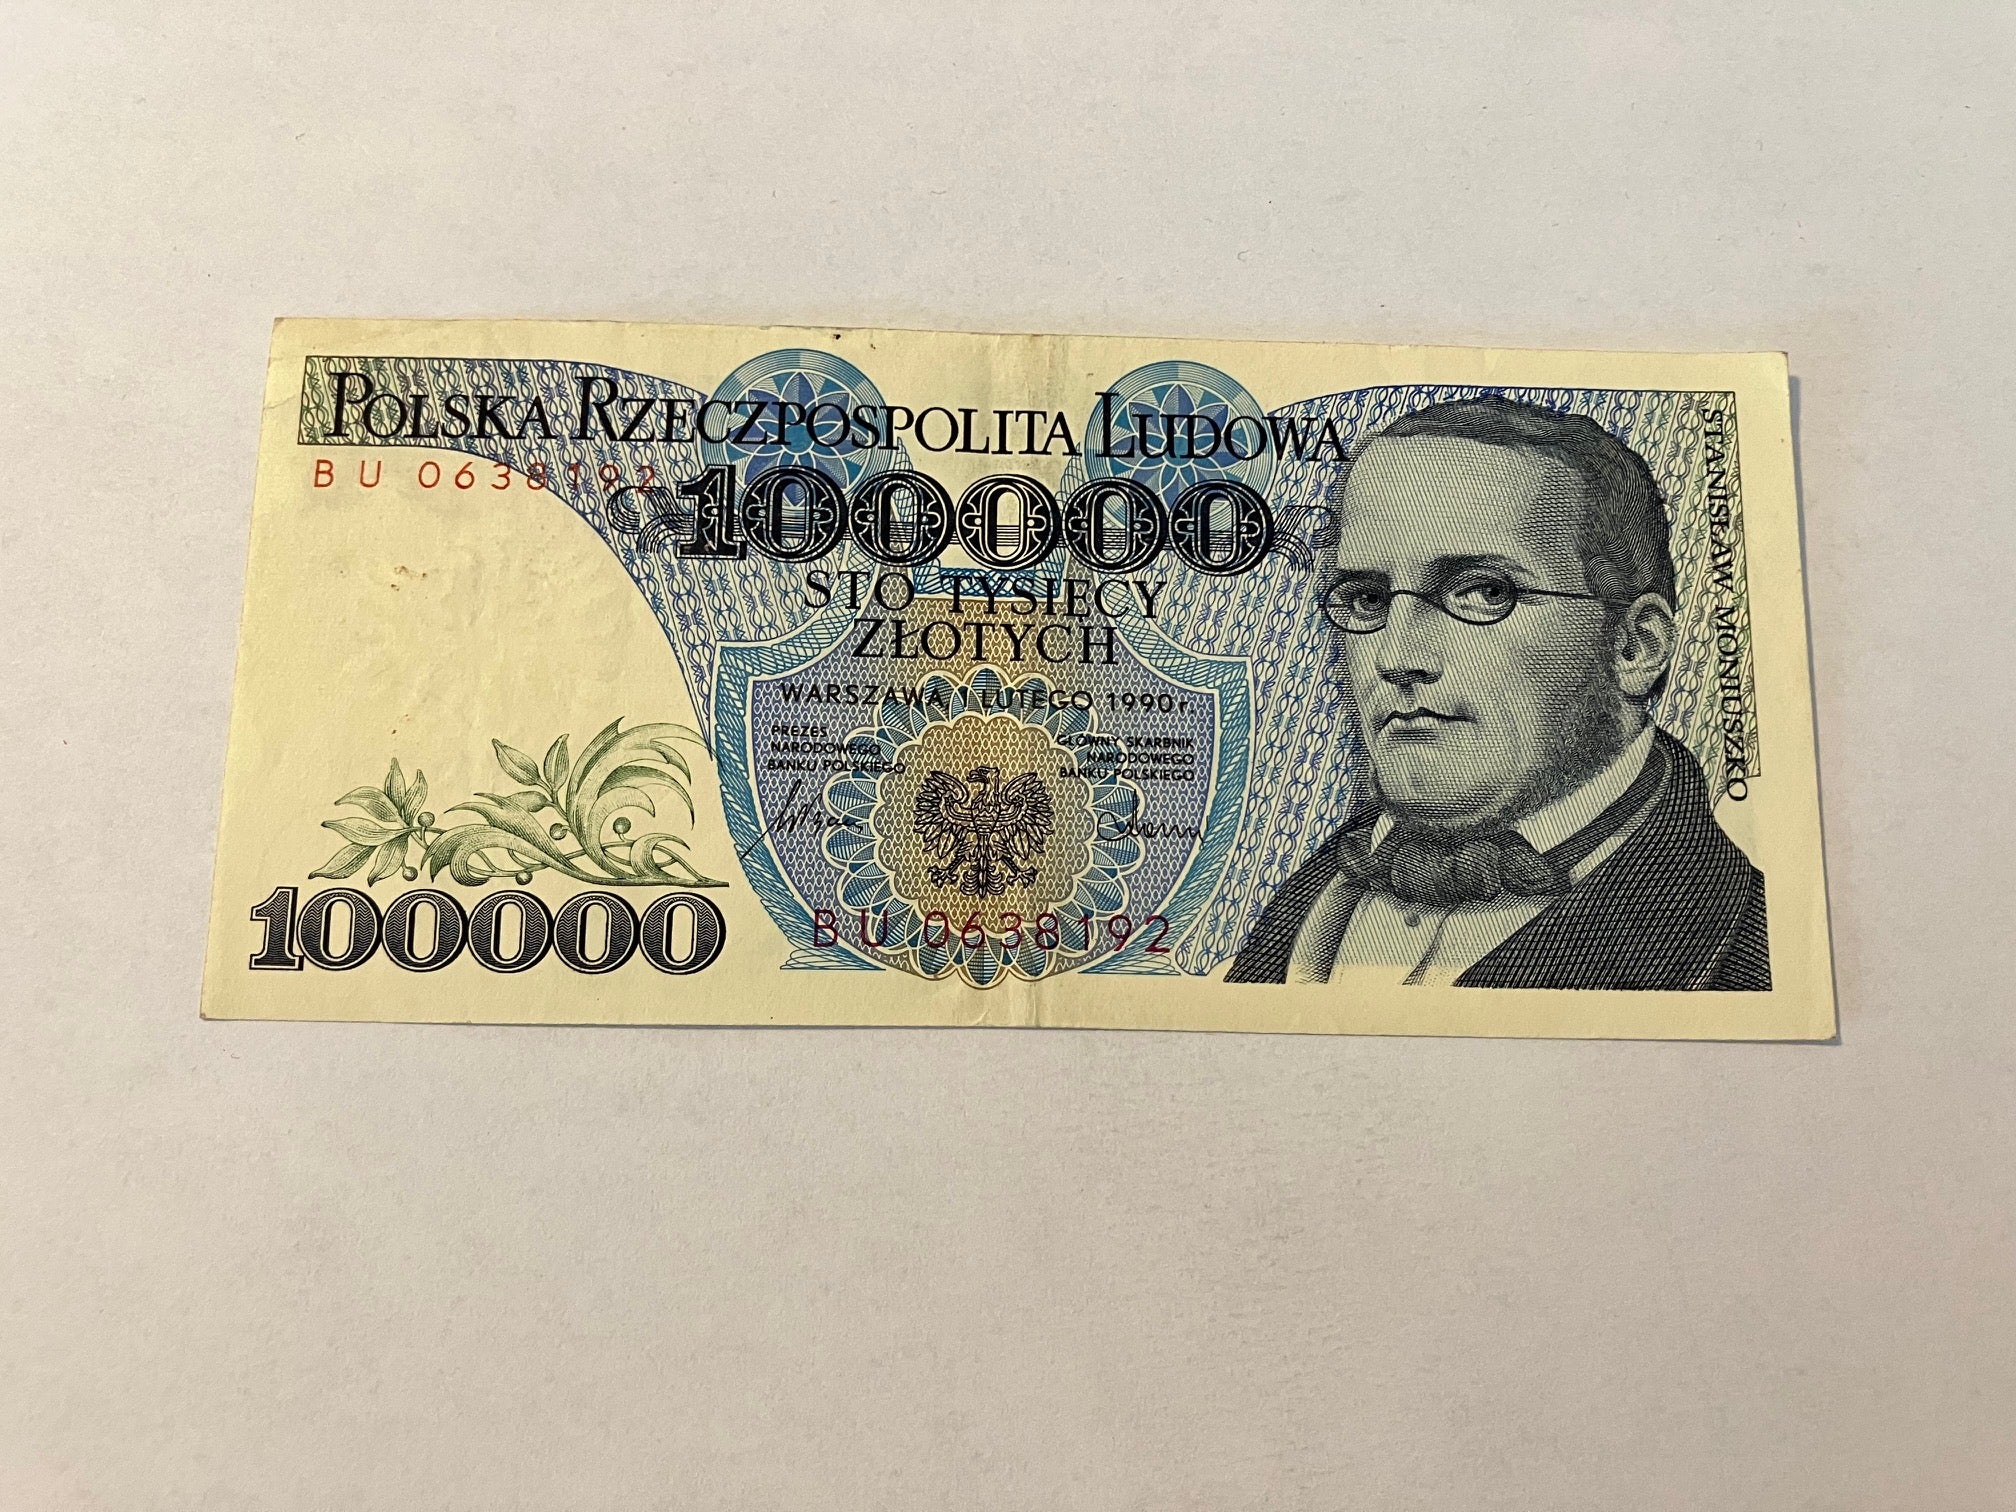 POLSKA RZECZPOSPOLITA LUDOWA
BU 0638192
100000
STO TYSIĘCY
ZŁOTYCH
WARSZAWA, 1 LUTEGO 1990 r.
PREZES
NARODOWEGO
BANKU POLSKIEGO
GŁÓWNY SKARBNIK
NARODOWEGO
BANKU POLSKIEGO
BU 0638192
100000
STANISŁAW MONIUSZKO